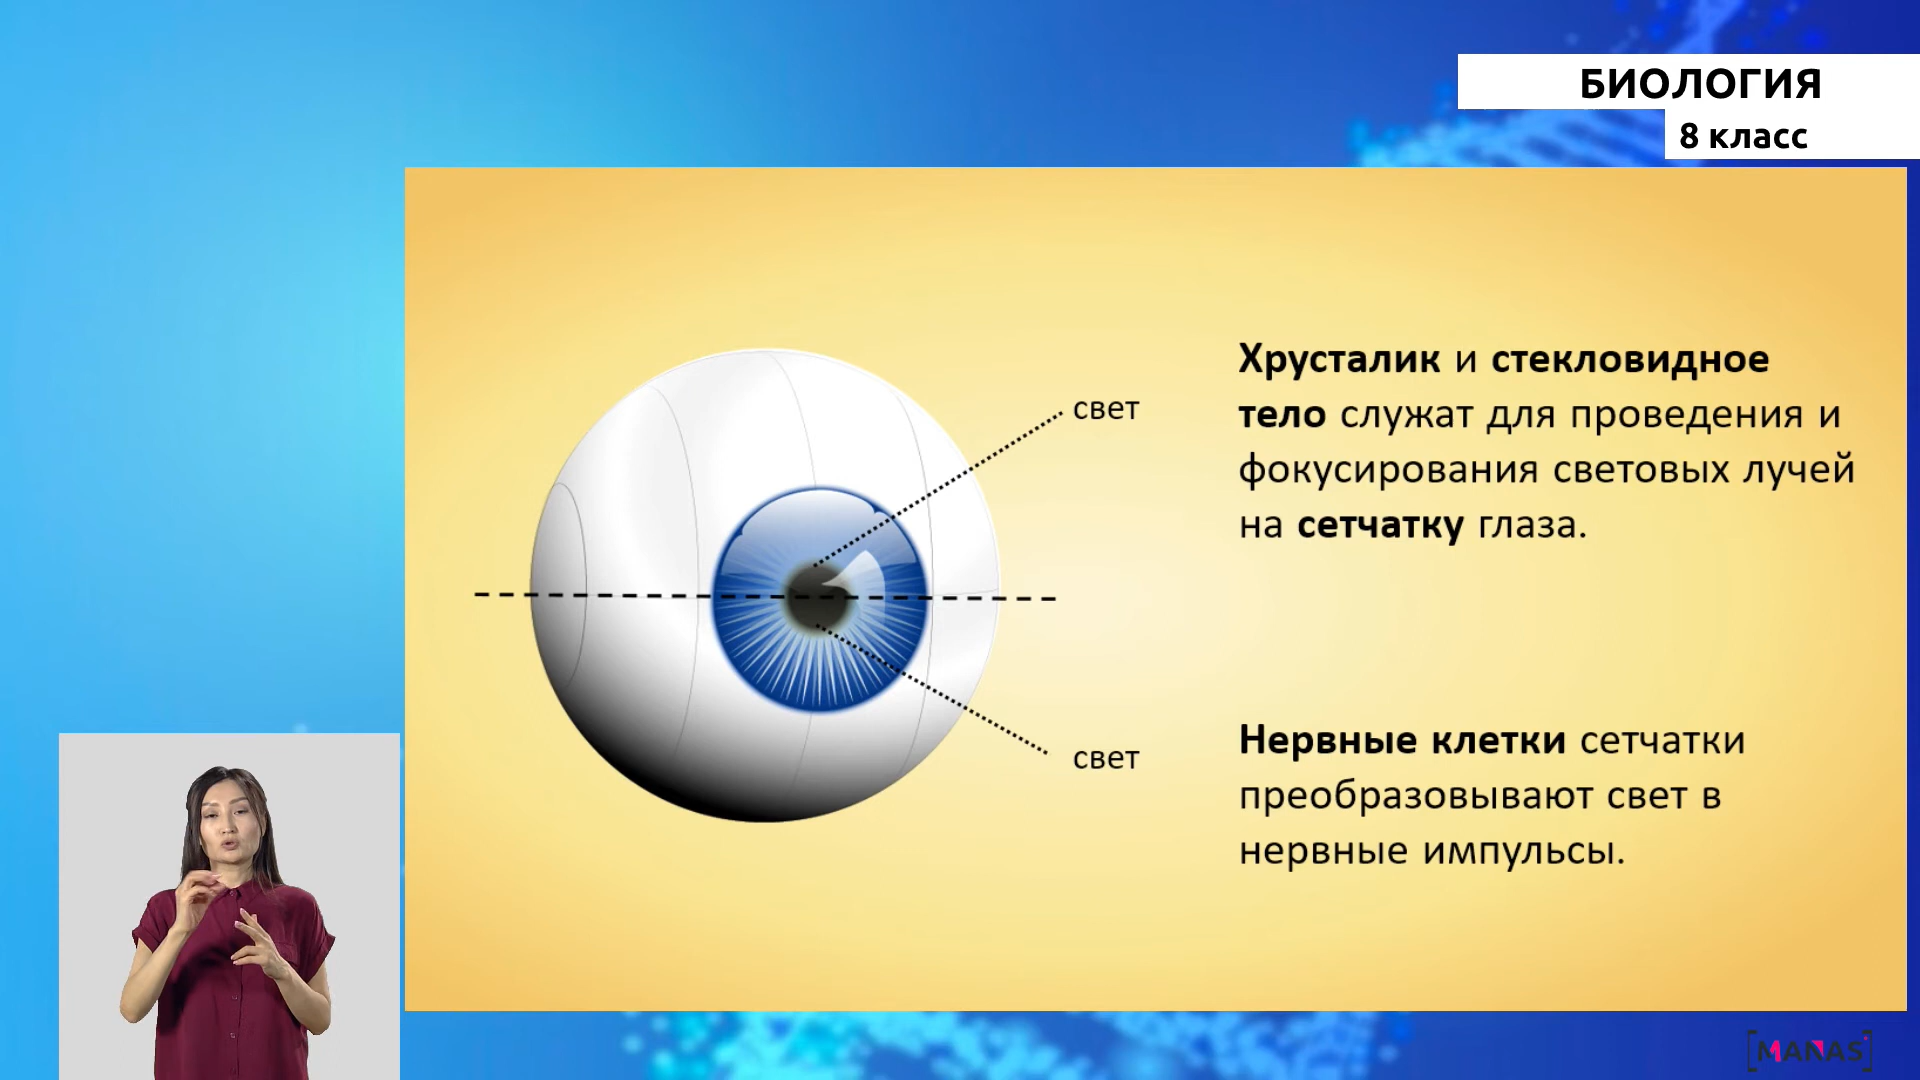 БИОЛОГИЯ
8 класс
свет
Хрусталик и стекловидное
тело служат для проведения и
фокусирования световых лучей
на сетчатку глаза.
свет
Нервные клетки сетчатки
преобразовывают свет в
нервные импульсы.
[MANAS]